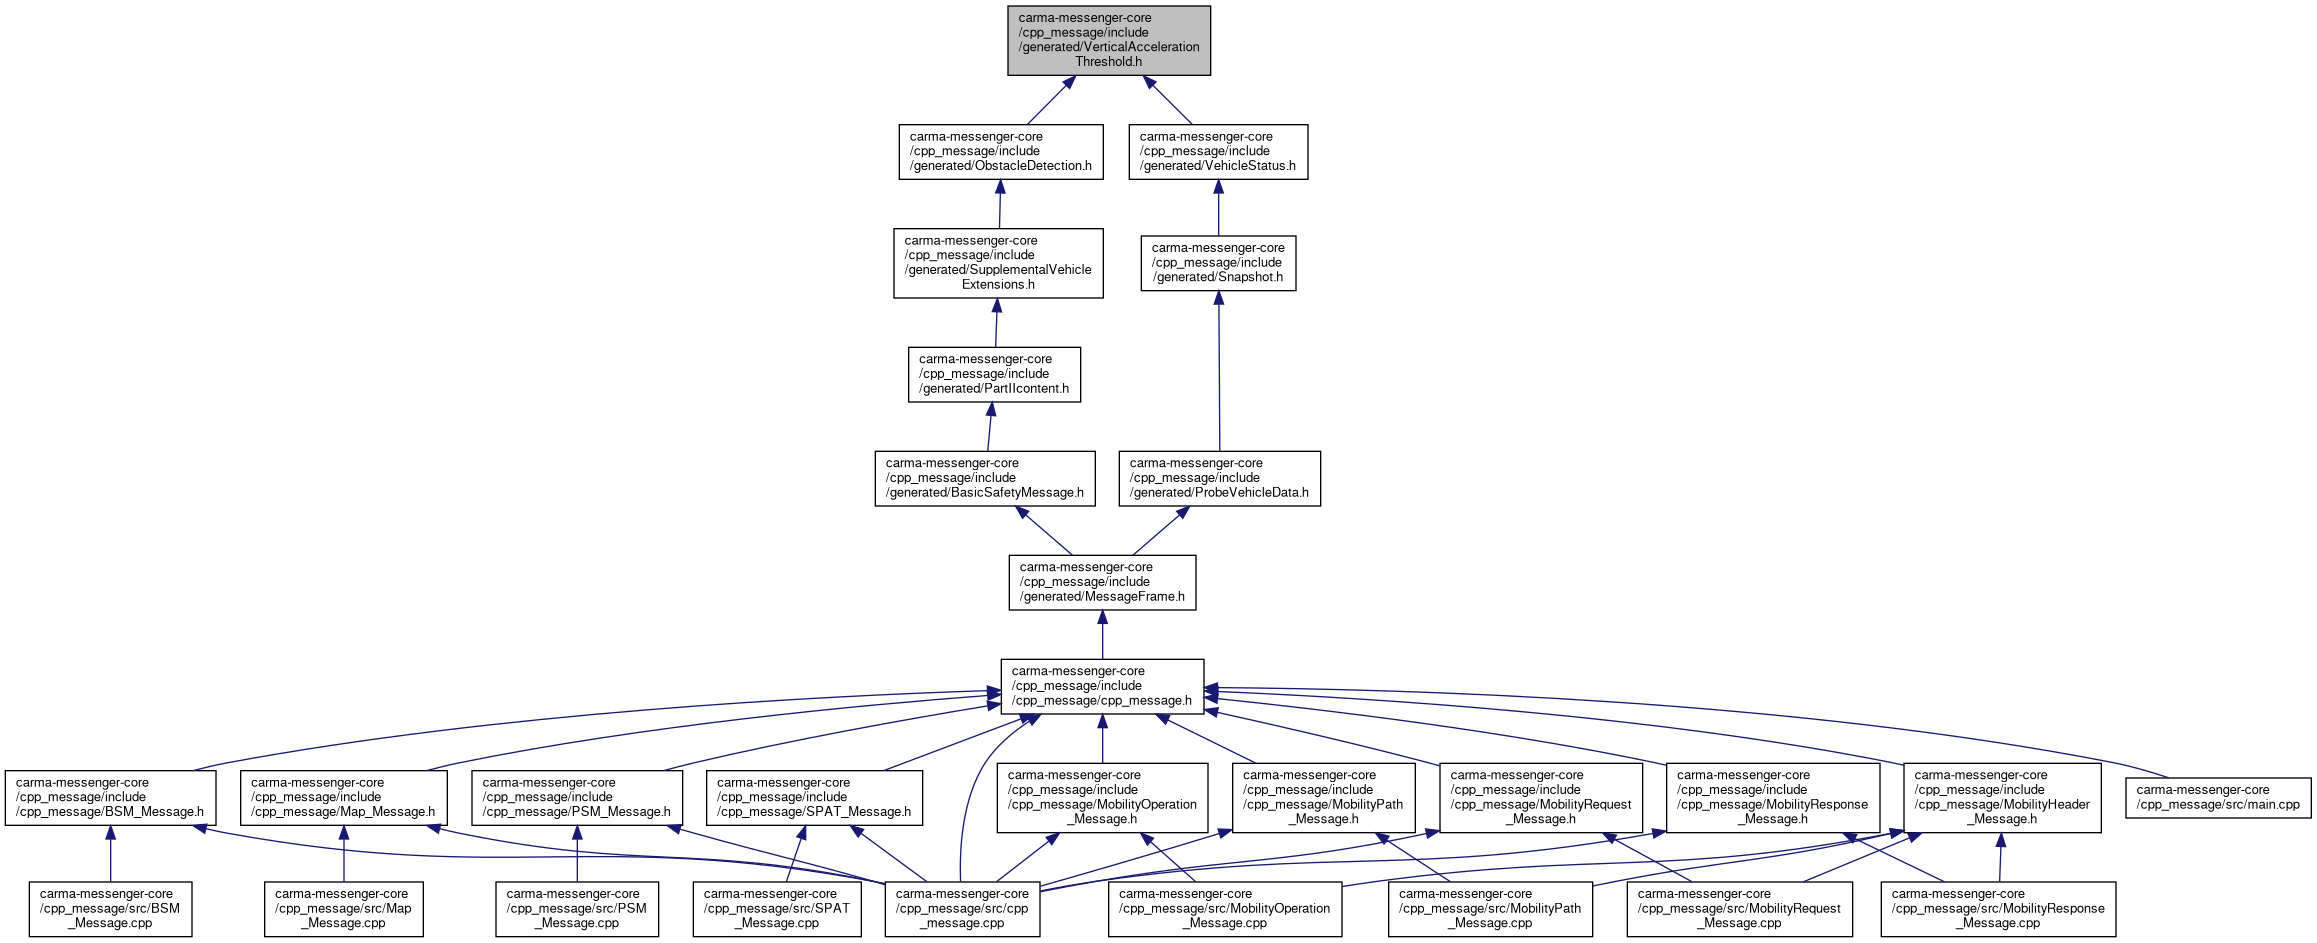 carma-messenger-core
/cpp_message/include
/generated/VerticalAcceleration
Threshold.h
carma-messenger-core
/cpp_message/include
/generated/ObstacleDetection.h
carma-messenger-core
/cpp_message/include
/generated/VehicleStatus.h
carma-messenger-core
/cpp_message/include
/generated/SupplementalVehicle
Extensions.h
carma-messenger-core
/cpp_message/include
/generated/Snapshot.h
carma-messenger-core
/cpp_message/include
/generated/PartIIcontent.h
carma-messenger-core
/cpp_message/include
/generated/BasicSafetyMessage.h
carma-messenger-core
/cpp_message/include
/generated/ProbeVehicleData.h
carma-messenger-core
/cpp_message/include
/generated/MessageFrame.h
carma-messenger-core
/cpp_message/include
/cpp_message/cpp_message.h
carma-messenger-core
/cpp_message/include
/cpp_message/BSM_Message.h
carma-messenger-core
/cpp_message/include
/cpp_message/Map_Message.h
carma-messenger-core
/cpp_message/include
/cpp_message/PSM_Message.h
carma-messenger-core
/cpp_message/include
/cpp_message/SPAT_Message.h
carma-messenger-core
/cpp_message/include
/cpp_message/MobilityOperation
_Message.h
carma-messenger-core
/cpp_message/include
/cpp_message/MobilityPath
_Message.h
carma-messenger-core
/cpp_message/include
/cpp_message/MobilityRequest
_Message.h
carma-messenger-core
/cpp_message/include
/cpp_message/MobilityResponse
_Message.h
carma-messenger-core
/cpp_message/include
/cpp_message/MobilityHeader
_Message.h
carma-messenger-core
/cpp_message/src/main.cpp
carma-messenger-core
/cpp_message/src/BSM
_Message.cpp
carma-messenger-core
/cpp_message/src/Map
_Message.cpp
carma-messenger-core
/cpp_message/src/PSM
_Message.cpp
carma-messenger-core
/cpp_message/src/SPAT
_Message.cpp
carma-messenger-core
/cpp_message/src/cpp
_message.cpp
carma-messenger-core
/cpp_message/src/MobilityOperation
_Message.cpp
carma-messenger-core
/cpp_message/src/MobilityPath
_Message.cpp
carma-messenger-core
/cpp_message/src/MobilityRequest
_Message.cpp
carma-messenger-core
/cpp_message/src/MobilityResponse
_Message.cpp